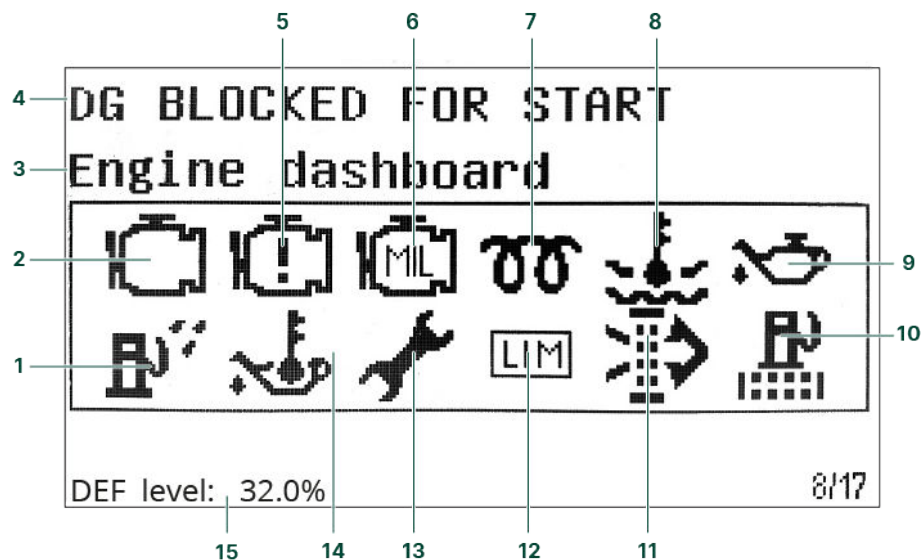 5 6 7 8
4 DG BLOCKED FOR START
3 Engine dashboard
2 ! MIL 9
1 LIM 10
DEF level: 32.0% 8/17
15 14 13 12 11